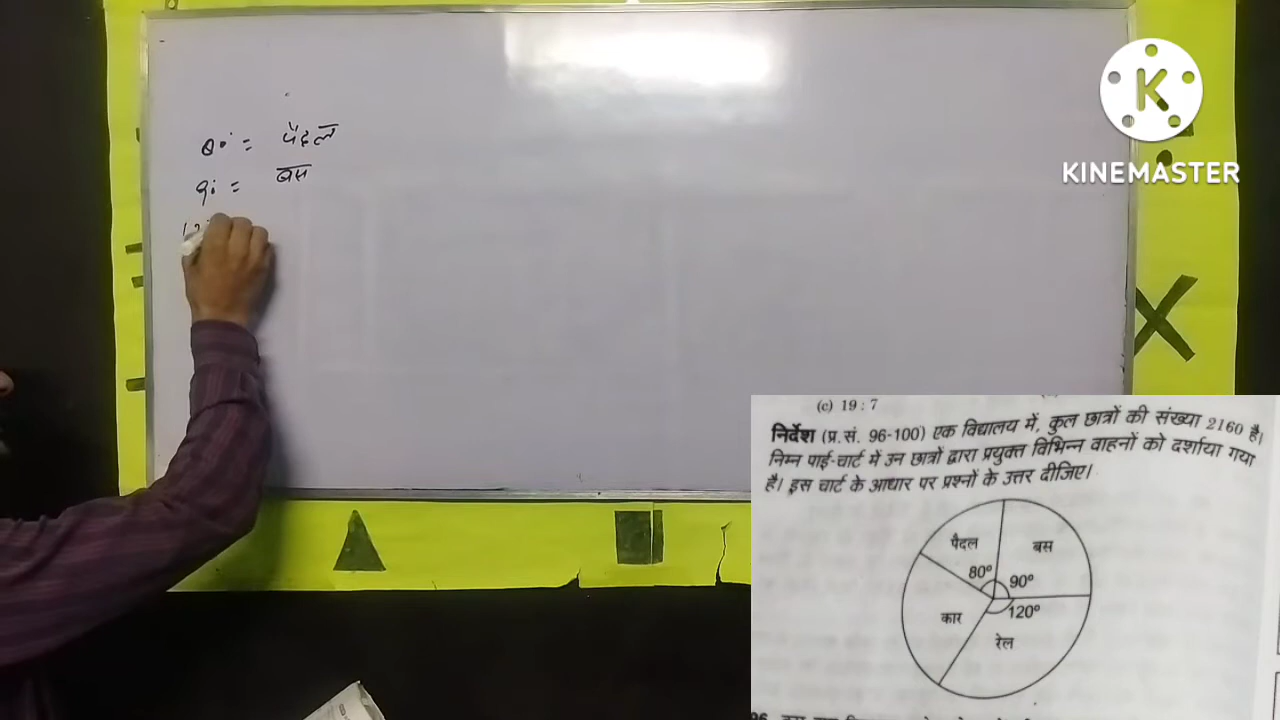 80° = पैदल
90° = बस
12
K
KINEMASTER
(c) 19 : 7
निर्देश (प्र.सं. 96-100) एक विद्यालय में, कुल छात्रों की संख्या 2160 है।
निम्न पाई-चार्ट में उन छात्रों द्वारा प्रयुक्त विभिन्न वाहनों को दर्शाया गया
है। इस चार्ट के आधार पर प्रश्नों के उत्तर दीजिए।
पैदल
बस
80°
90°
कार
120°
रेल